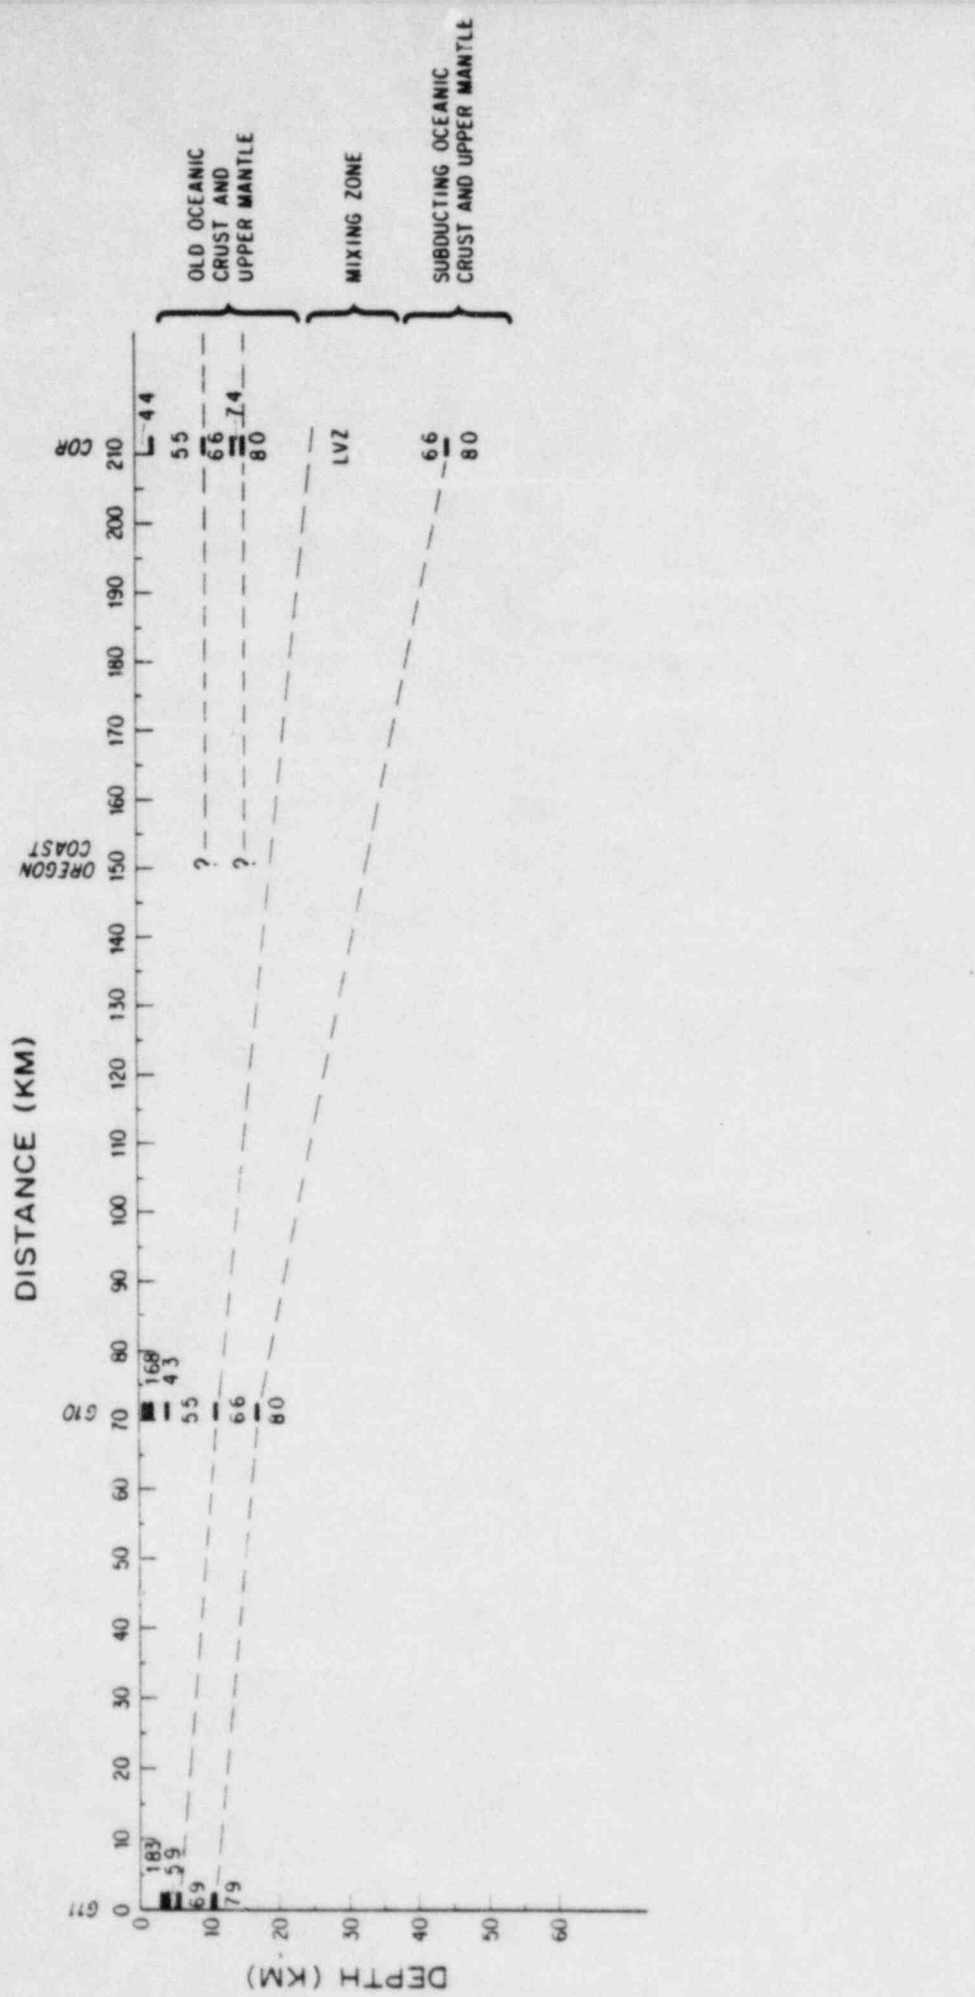 DISTANCE (KM)
G11
G10
OREGON
COAST
COR
0 10 20 30 40 50 60 70 80 90 100 110 120 130 140 150 160 170 180 190 200 210
DEPTH (KM)
0
10
20
30
40
50
60
183
59
69
79
168
43
55
66
80
?
?
44
55
66
74
80
LVZ
66
80
OLD OCEANIC
CRUST AND
UPPER MANTLE
MIXING ZONE
SUBDUCTING OCEANIC
CRUST AND UPPER MANTLE